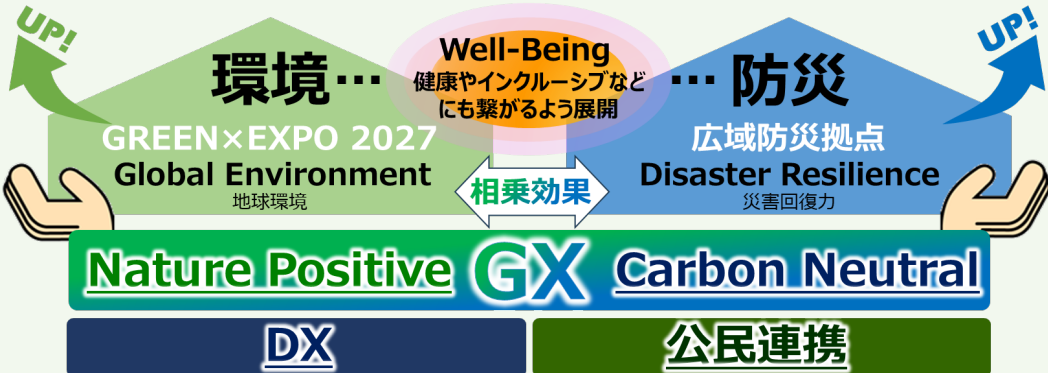 UP!
UP!
環境…
Well-Being
健康やインクルーシブなど
にも繋がるよう展開
…防災
GREEN×EXPO 2027
Global Environment
地球環境
相乗効果
広域防災拠点
Disaster Resilience
災害回復力
Nature Positive
GX
Carbon Neutral
DX
公民連携